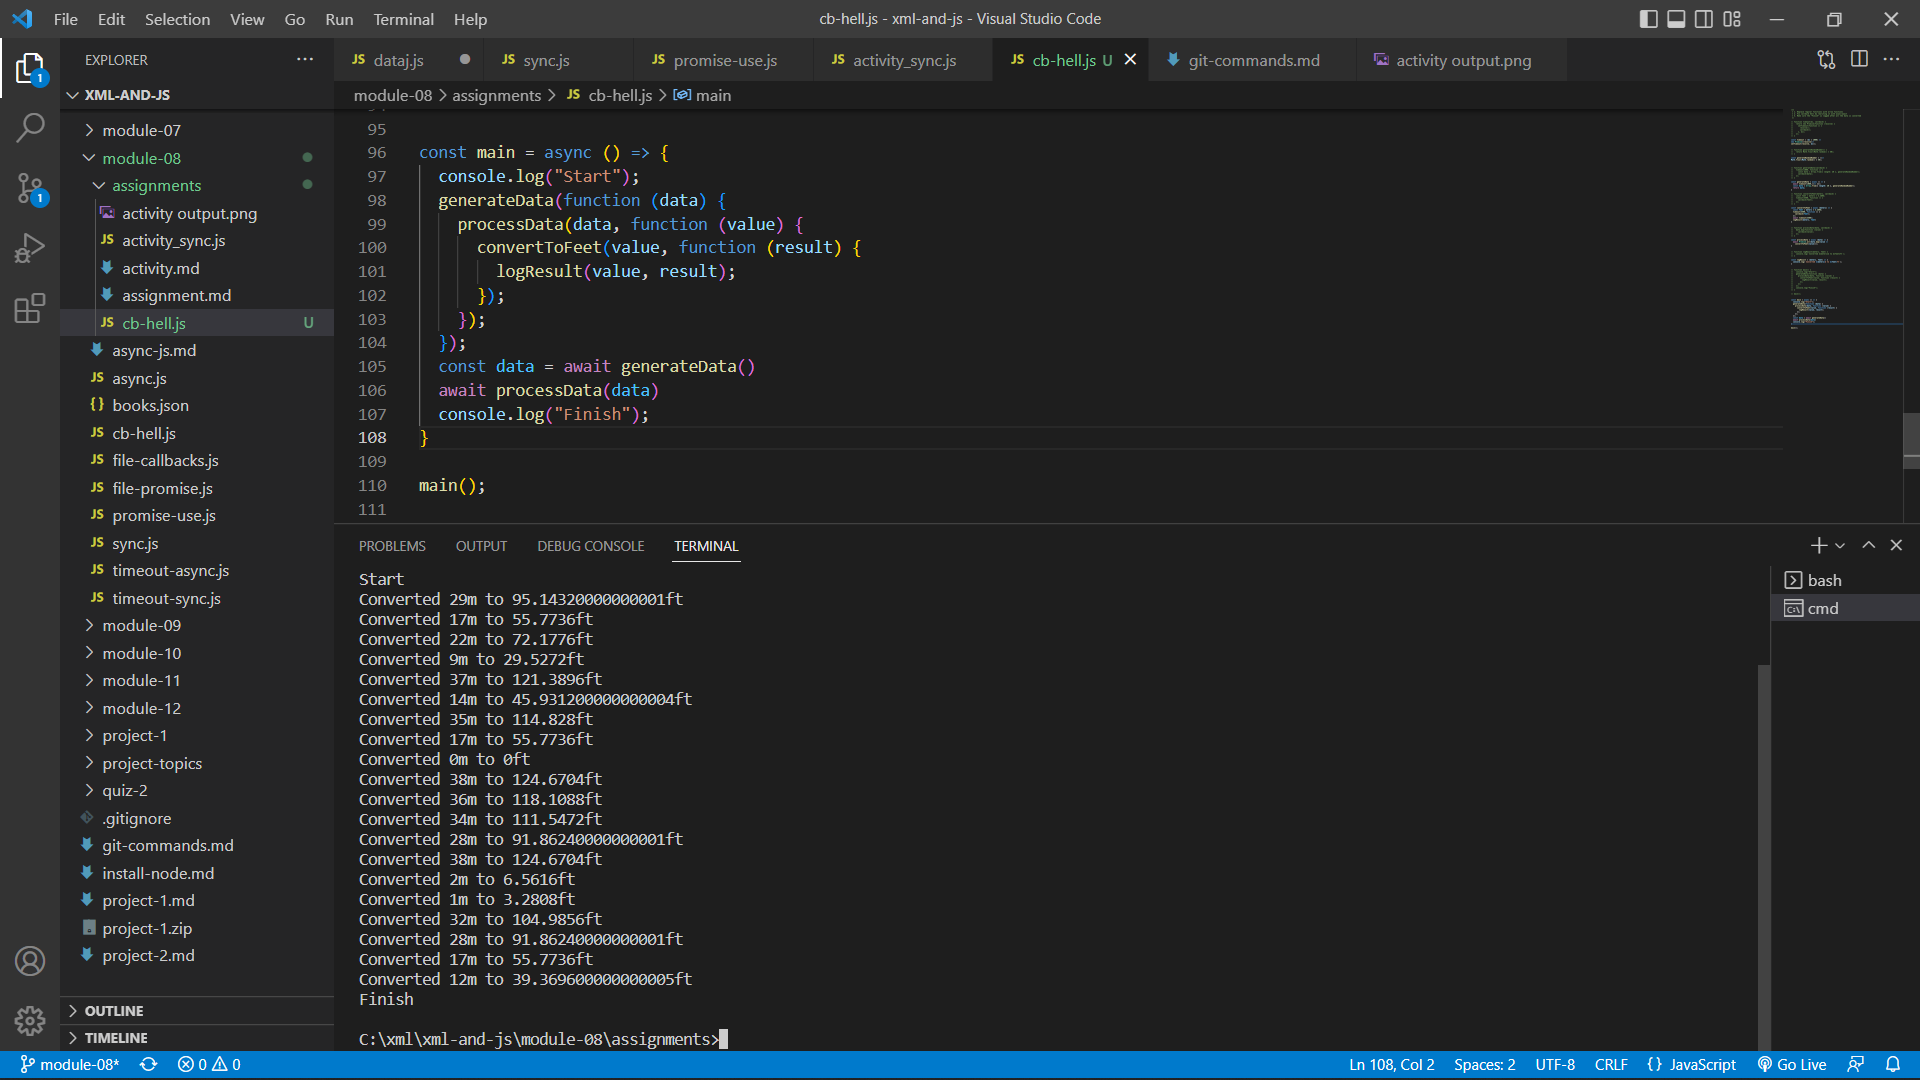 File Edit Selection View Go Run Terminal Help
cb-hell.js - xml-and-js - Visual Studio Code
EXPLORER
JS dataj.js
JS sync.js
JS promise-use.js
JS activity_sync.js
JS cb-hell.js U
git-commands.md
activity output.png
XML-AND-JS
module-08 > assignments > JS cb-hell.js > main
module-07
module-08
assignments
activity output.png
JS activity_sync.js
activity.md
assignment.md
JS cb-hell.js U
async-js.md
JS async.js
{} books.json
JS cb-hell.js
JS file-callbacks.js
JS file-promise.js
JS promise-use.js
JS sync.js
JS timeout-async.js
JS timeout-sync.js
module-09
module-10
module-11
module-12
project-1
project-topics
quiz-2
.gitignore
git-commands.md
install-node.md
project-1.md
project-1.zip
project-2.md
OUTLINE
TIMELINE
95
96 const main = async () => {
97 console.log("Start");
98 generateData(function (data) {
99 processData(data, function (value) {
100 convertToFeet(value, function (result) {
101 logResult(value, result);
102 });
103 });
104 });
105 const data = await generateData()
106 await processData(data)
107 console.log("Finish");
108 }
109
110 main();
111
PROBLEMS OUTPUT DEBUG CONSOLE TERMINAL
bash
cmd
Start
Converted 29m to 95.14320000000001ft
Converted 17m to 55.7736ft
Converted 22m to 72.1776ft
Converted 9m to 29.5272ft
Converted 37m to 121.3896ft
Converted 14m to 45.931200000000004ft
Converted 35m to 114.828ft
Converted 17m to 55.7736ft
Converted 0m to 0ft
Converted 38m to 124.6704ft
Converted 36m to 118.1088ft
Converted 34m to 111.5472ft
Converted 28m to 91.86240000000001ft
Converted 38m to 124.6704ft
Converted 2m to 6.5616ft
Converted 1m to 3.2808ft
Converted 32m to 104.9856ft
Converted 28m to 91.86240000000001ft
Converted 17m to 55.7736ft
Converted 12m to 39.369600000000005ft
Finish
C:\xml\xml-and-js\module-08\assignments>
1
1
module-08* 0 0
Ln 108, Col 2 Spaces: 2 UTF-8 CRLF {} JavaScript Go Live